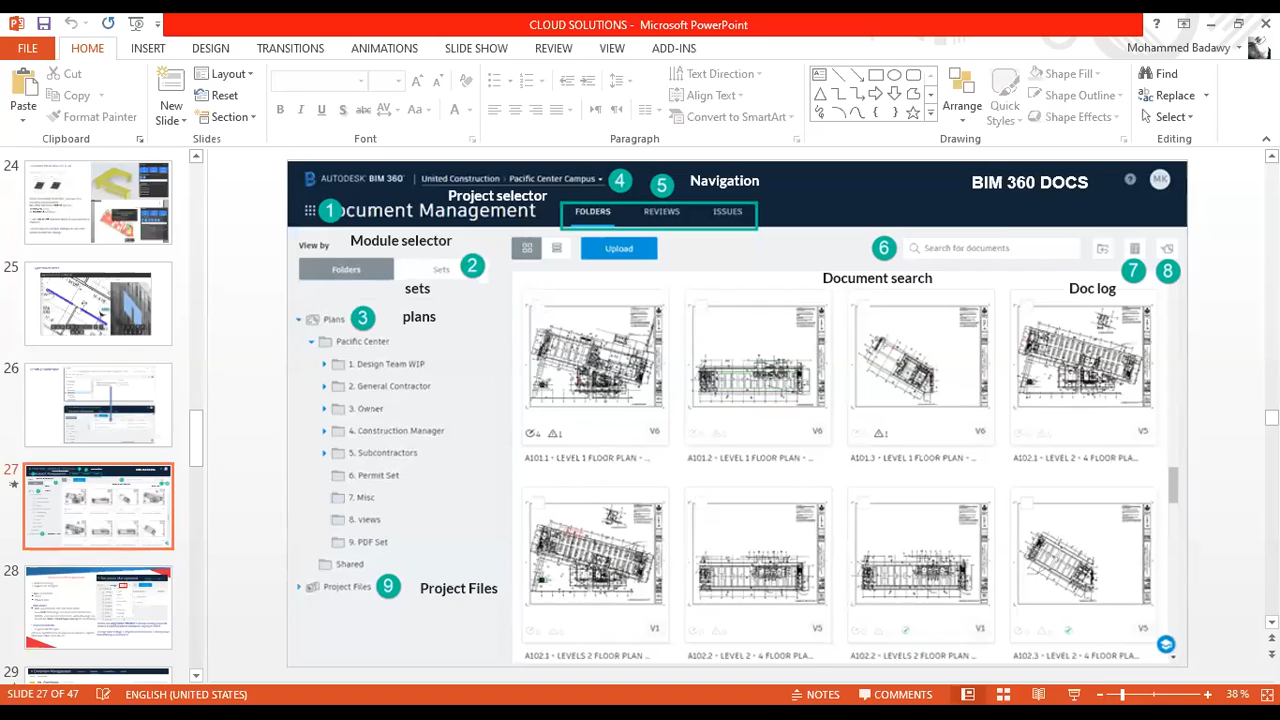 CLOUD SOLUTIONS - Microsoft PowerPoint
FILE HOME INSERT DESIGN TRANSITIONS ANIMATIONS SLIDE SHOW REVIEW VIEW ADD-INS Mohammed Badawy
Paste Cut Copy Format Painter
Clipboard
New Slide Layout Reset Section
Slides
Font
Text Direction
Align Text
Convert to SmartArt
Paragraph
Arrange Quick Styles Shape Fill Shape Outline Shape Effects
Drawing
Find
Replace
Select
Editing
24
25
26
27
28
29
AUTODESK BIM 360 United Construction Pacific Center Campus 4 5 Navigation BIM 360 DOCS MK
Project selector
1 Document Management FOLDERS REVIEWS ISSUES
View by Module selector Upload 6 Search for documents
Folders Sets 2 Document search 7 8
sets Doc log
Plans 3 plans
Pacific Center
1. Design Team WIP
2. General Contractor
3. Owner
4. Construction Manager
5. Subcontractors
6. Permit Set
7. Misc
8. views
9. PDF Set
Shared
Project Files 9 Project Files
4 1 V6 V6 1 V5
A101.1 - LEVEL 1 FLOOR PLAN - ... A101.2 - LEVEL 1 FLOOR PLAN - ... A101.3 - LEVEL 1 FLOOR PLAN - ... A102.1 - LEVEL 2 - 4 FLOOR PL...
V1 V5
A102.1 - LEVELS 2 FLOOR PLAN ... A102.2 - LEVEL 2 - 4 FLOOR PL... A102.2 - LEVELS 2 FLOOR PLAN ... A102.3 - LEVEL 2 - 4 FLOOR PL...
SLIDE 27 OF 47 ENGLISH (UNITED STATES) NOTES COMMENTS 38 %